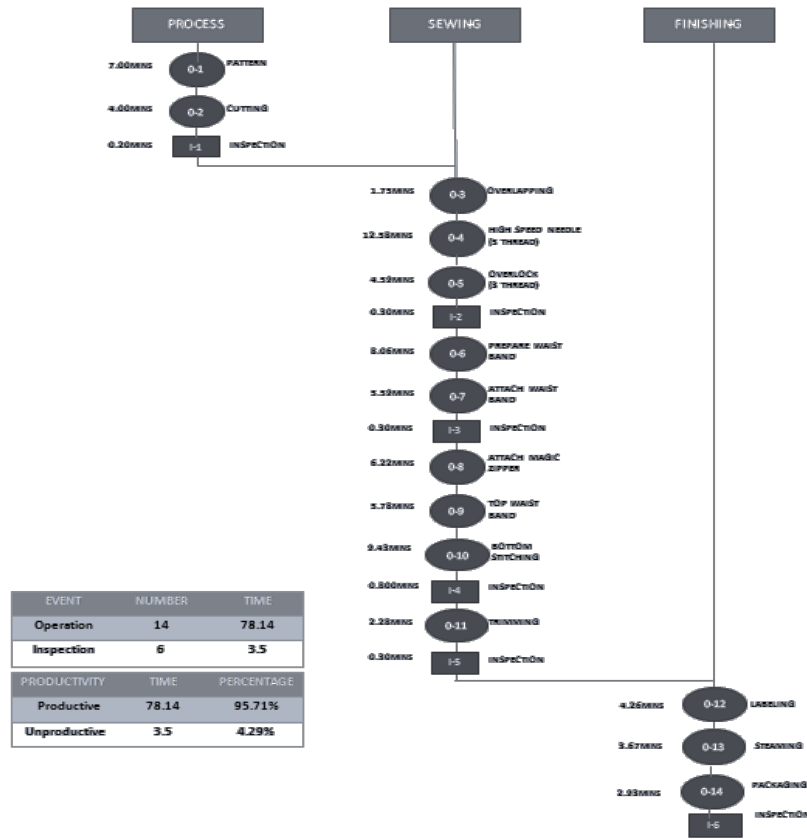 PROCESS
SEWING
FINISHING
7.00MINS
0-1
PATTERN
4.00MINS
0-2
CUTTING
0.20MINS
I-1
INSPECTION
1.75MINS
0-3
OVERLAPPING
12.58MINS
0-4
HIGH SPEED NEEDLE
(5 THREAD)
4.59MINS
0-5
OVERLOCK
(3 THREAD)
0.30MINS
I-2
INSPECTION
8.06MINS
0-6
PREPARE WAIST
BAND
5.59MINS
0-7
ATTACH WAIST
BAND
0.30MINS
I-3
INSPECTION
6.22MINS
0-8
ATTACH MAGIC
ZIPPER
5.78MINS
0-9
TOP WAIST
BAND
9.43MINS
0-10
BOTTOM
STITCHING
I-4
INSPECTION
2.28MINS
0-11
TRIMMING
0.30MINS
I-5
INSPECTION
EVENT NUMBER TIME
Operation 14 78.14
Inspection 6 3.5
PRODUCTIVITY TIME PERCENTAGE
Productive 78.14 95.71%
Unproductive 3.5 4.29%
4.26MINS
0-12
LABELING
3.67MINS
0-13
STEAMING
2.93MINS
0-14
PACKAGING
I-6
INSPECTION